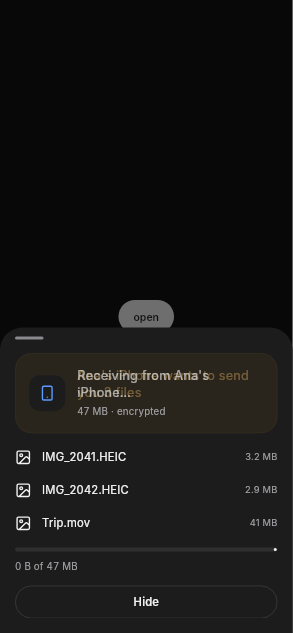 open
Receiving from Ana's
iPhone...
47 MB · encrypted
IMG_2041.HEIC
3.2 MB
IMG_2042.HEIC
2.9 MB
Trip.mov
41 MB
0 B of 47 MB
Hide